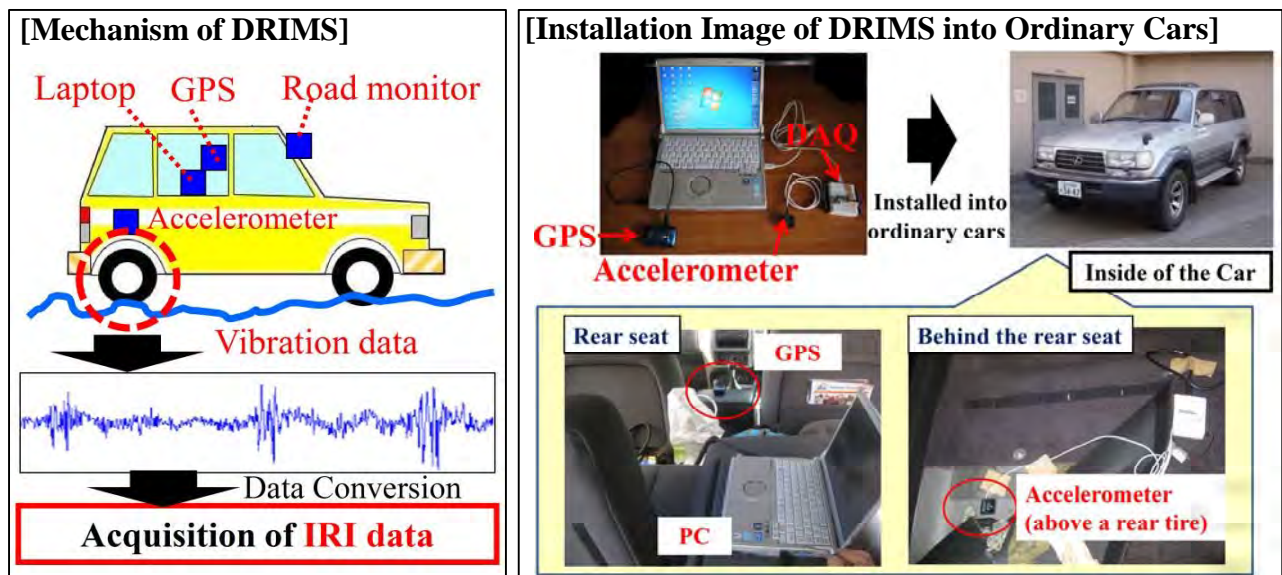 [Mechanism of DRIMS]
Laptop
GPS
Road monitor
Accelerometer
Vibration data
Data Conversion
Acquisition of IRI data
[Installation Image of DRIMS into Ordinary Cars]
DAQ
GPS
Accelerometer
Installed into
ordinary cars
Inside of the Car
Rear seat
GPS
PC
Behind the rear seat
Accelerometer
(above a rear tire)